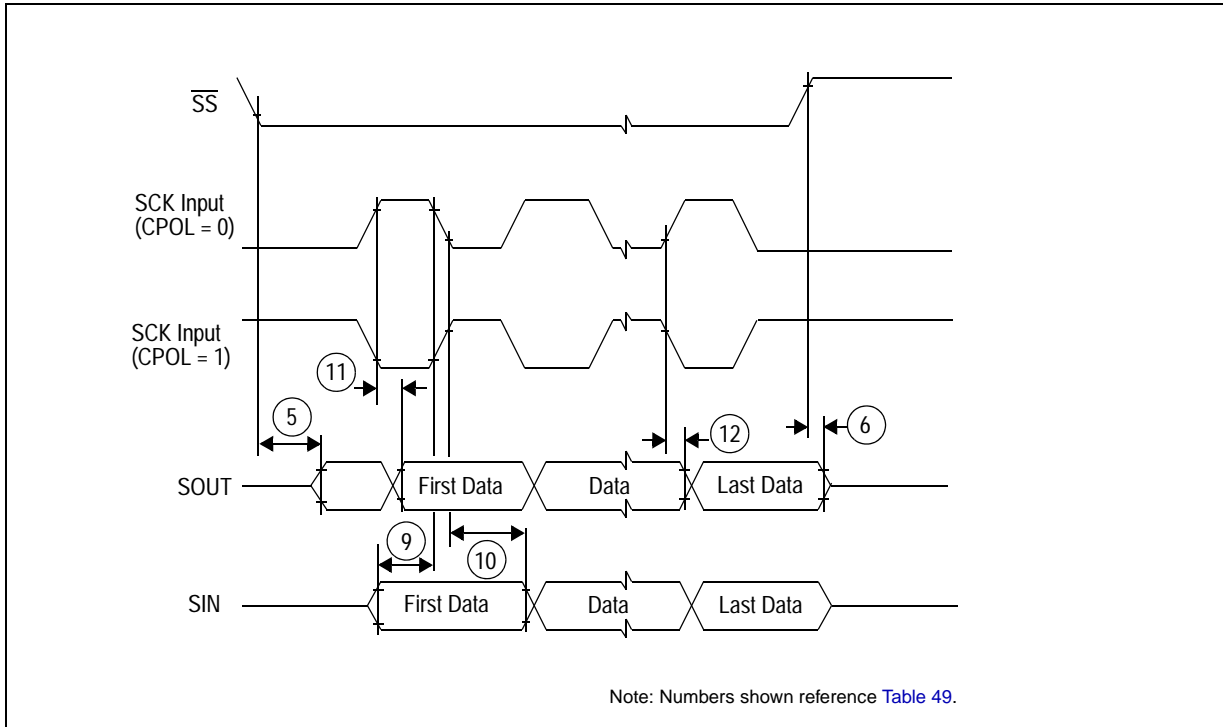 SS
SCK Input
(CPOL = 0)
SCK Input
(CPOL = 1)
11
5
12
6
SOUT
First Data
Data
Last Data
9
10
SIN
First Data
Data
Last Data
Note: Numbers shown reference Table 49.